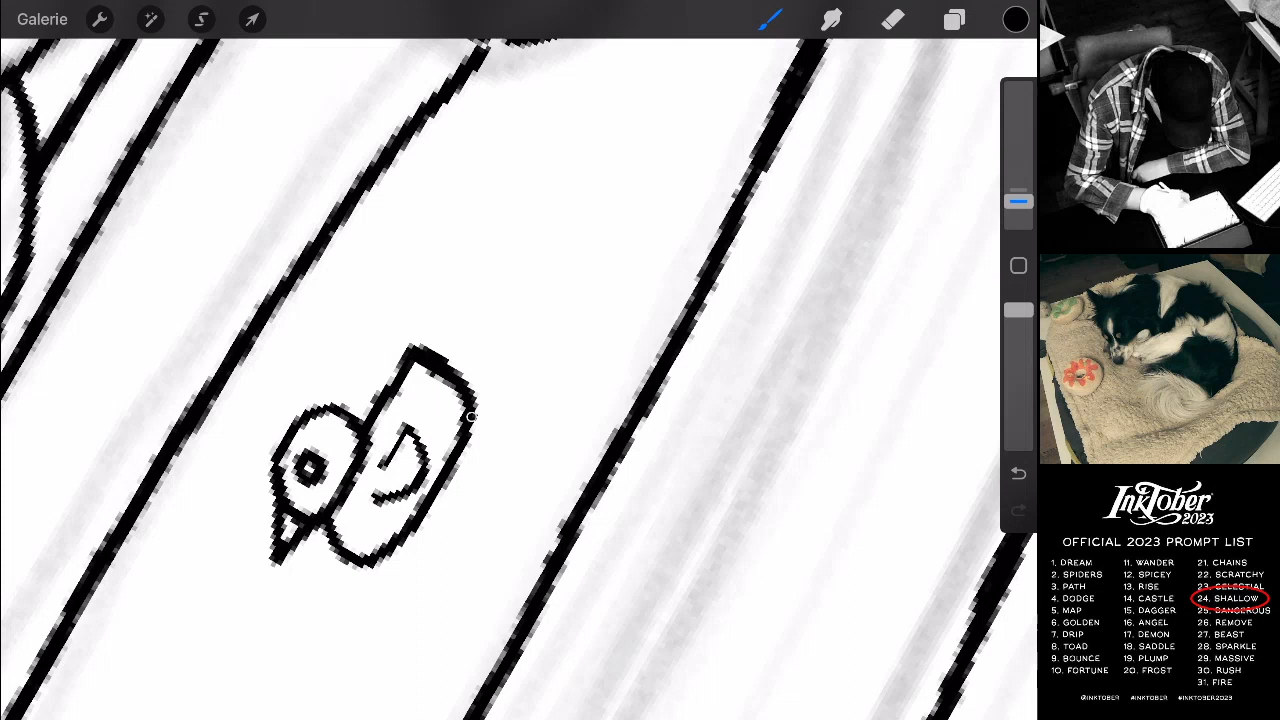 Galerie
InkTober
2023
OFFICIAL 2023 PROMPT LIST
1. DREAM
2. SPIDERS
3. PATH
4. DODGE
5. MAP
6. GOLDEN
7. DRIP
8. TOAD
9. BOUNCE
10. FORTUNE
11. WANDER
12. SPICEY
13. RISE
14. CASTLE
15. DAGGER
16. ANGEL
17. DEMON
18. SADDLE
19. PLUMP
20. FROST
21. CHAINS
22. SCRATCHY
23. CELESTIAL
24. SHALLOW
25. DANGEROUS
26. REMOVE
27. BEAST
28. SPARKLE
29. MASSIVE
30. RUSH
31. FIRE
@INKTOBER #INKTOBER #INKTOBER2023